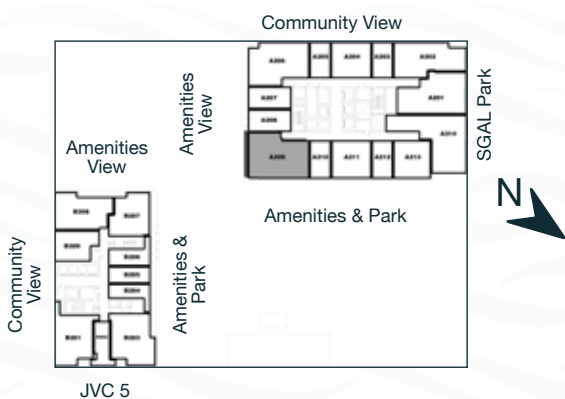 Community View
A206
A205
A204
A203
A202
A207
A201
A208
A214
A209
A210
A211
A212
A213
Amenities
View
SGAL Park
Amenities
View
N
Amenities & Park
B208
B207
B209
B206
B205
B204
B201
B203
Community
View
Amenities &
Park
JVC 5